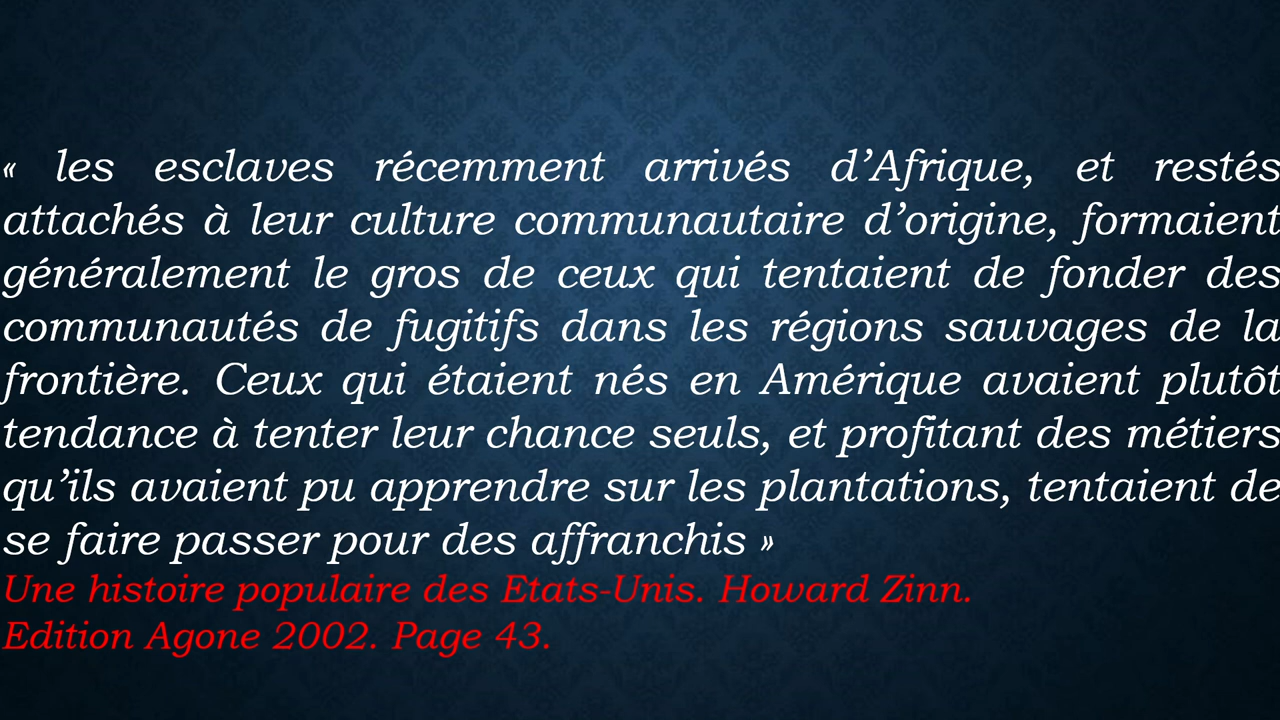 « les esclaves récemment arrivés d’Afrique, et restés
attachés à leur culture communautaire d’origine, formaient
généralement le gros de ceux qui tentaient de fonder des
communautés de fugitifs dans les régions sauvages de la
frontière. Ceux qui étaient nés en Amérique avaient plutôt
tendance à tenter leur chance seuls, et profitant des métiers
qu’ils avaient pu apprendre sur les plantations, tentaient de
se faire passer pour des affranchis »
Une histoire populaire des Etats-Unis. Howard Zinn.
Edition Agone 2002. Page 43.